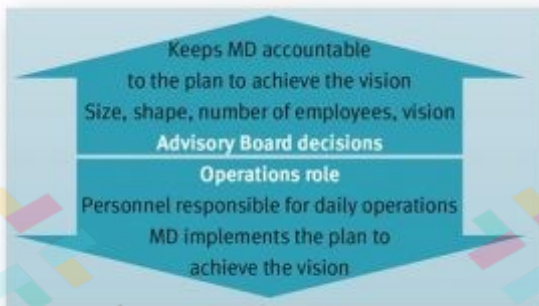 Keeps MD accountable
to the plan to achieve the vision
Size, shape, number of employees, vision
Advisory Board decisions
Operations role
Personnel responsible for daily operations
MD implements the plan to
achieve the vision